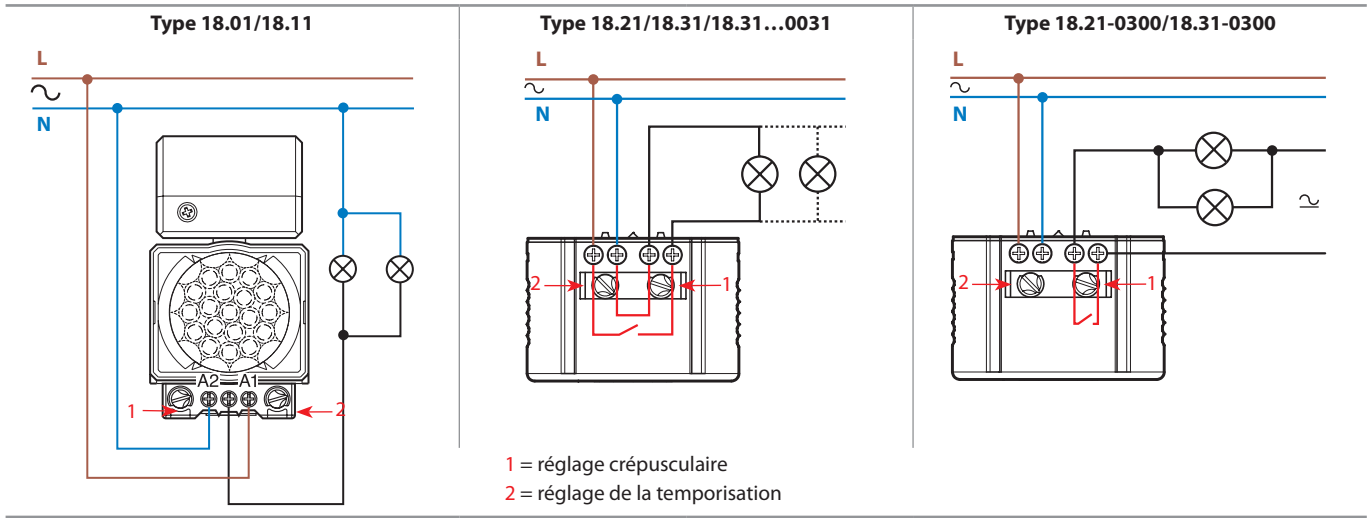 Type 18.01/18.11
L
N
A2 A1
1
2
Type 18.21/18.31/18.31...0031
L
N
2
1
1 = réglage crépusculaire
2 = réglage de la temporisation
Type 18.21-0300/18.31-0300
L
N
2
1